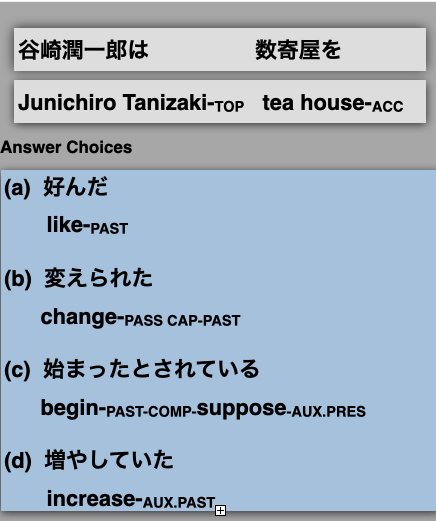 谷崎潤一郎は 数寄屋を
Junichiro Tanizaki-TOP tea house-ACC
Answer Choices
(a) 好んだ
like-PAST
(b) 変えられた
change-PASS CAP-PAST
(c) 始まったとされている
begin-PAST-COMP-suppose-AUX.PRES
(d) 増やしていた
increase-AUX.PAST